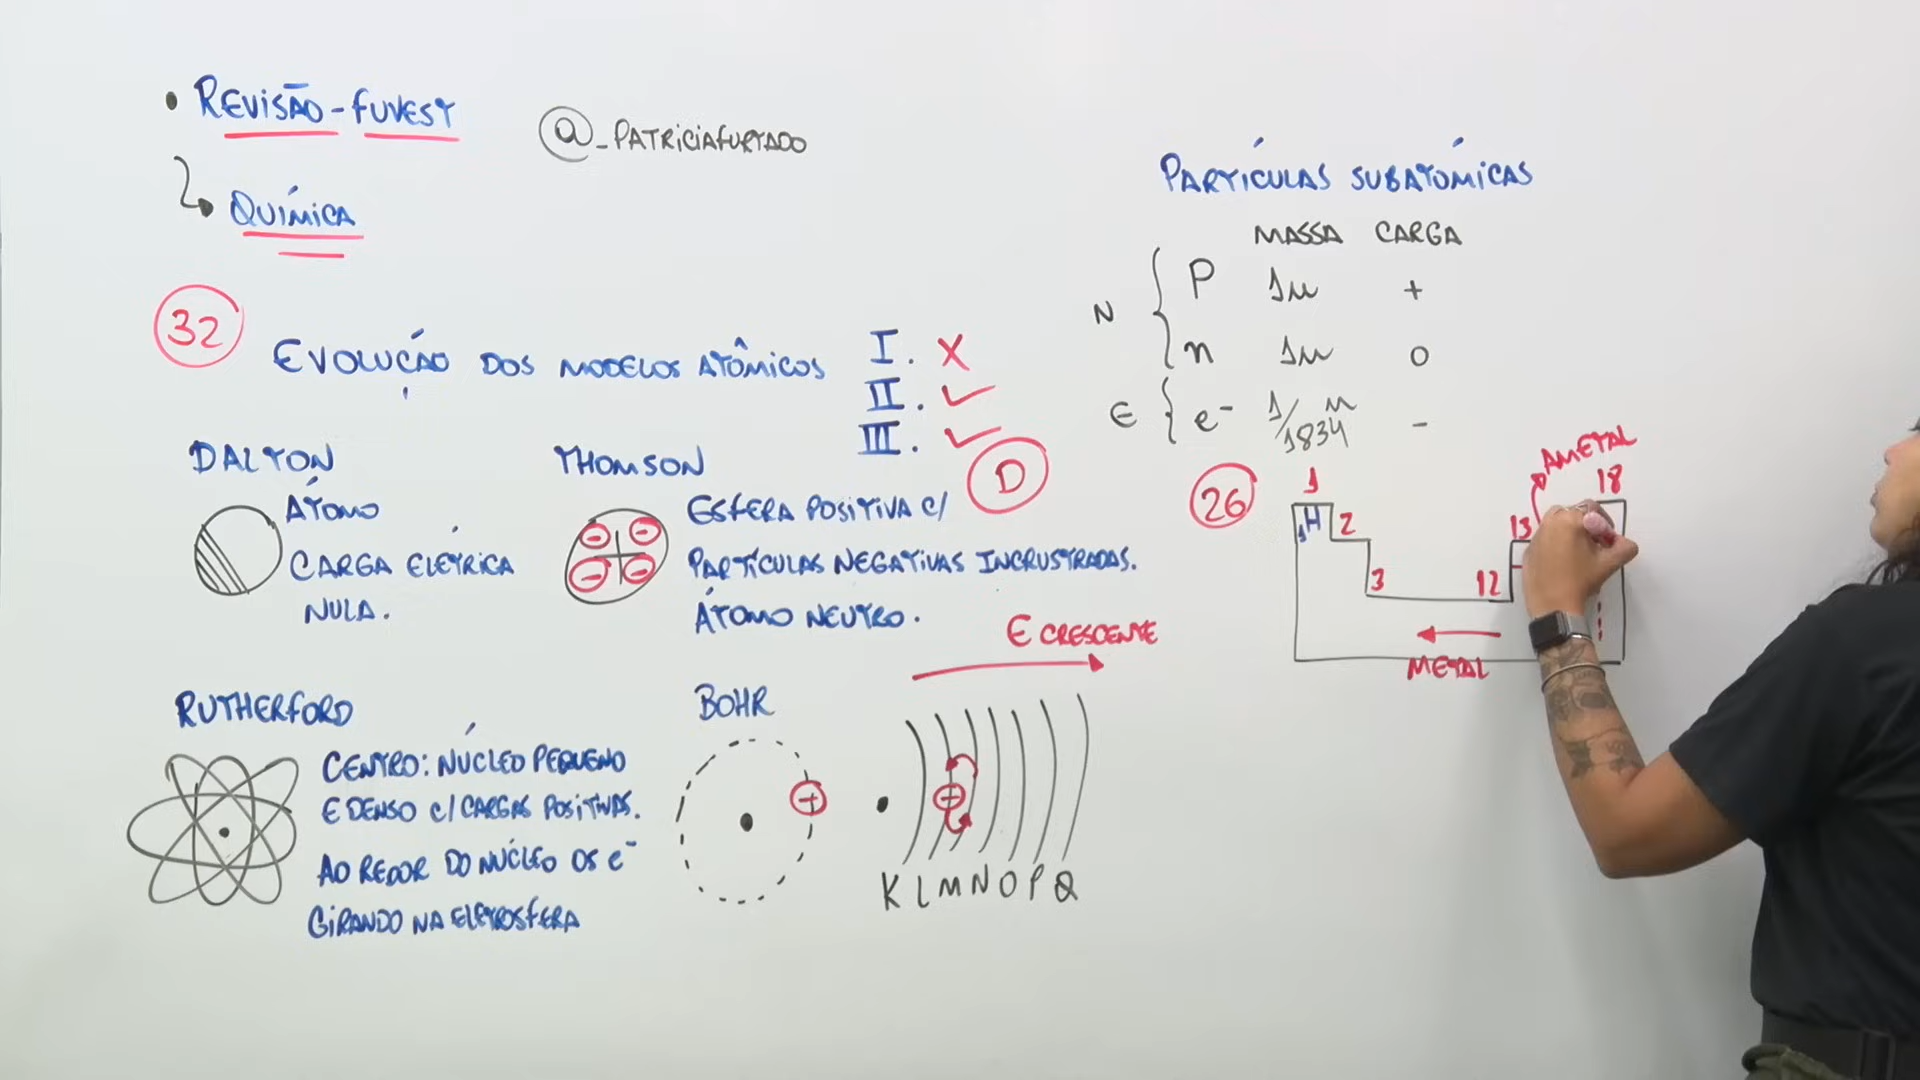 • REVISÃO - FUVEST
@_PATRICIAFURTADO
QUÍMICA
32
EVOLUÇÃO DOS MODELOS ATÔMICOS
I. X
II. ✓
III. ✓
D
DALTON
ÁTOMO
CARGA ELÉTRICA
NULA.
THOMSON
ESFERA POSITIVA C/
PARTÍCULAS NEGATIVAS INCRUSTRADAS.
ÁTOMO NEUTRO.
RUTHERFORD
CENTRO: NÚCLEO PEQUENO
E DENSO C/ CARGAS POSITIVAS.
AO REDOR DO NÚCLEO OS e⁻
GIRANDO NA ELETROSFERA
BOHR
E CRESCENTE
K L M N O P Q
PARTÍCULAS SUBATÔMICAS
MASSA CARGA
N
P 1u +
n 1u 0
E
e⁻ 1/1834 u -
26
AMETAL
1 18
₁H 2 13
3 12
METAL